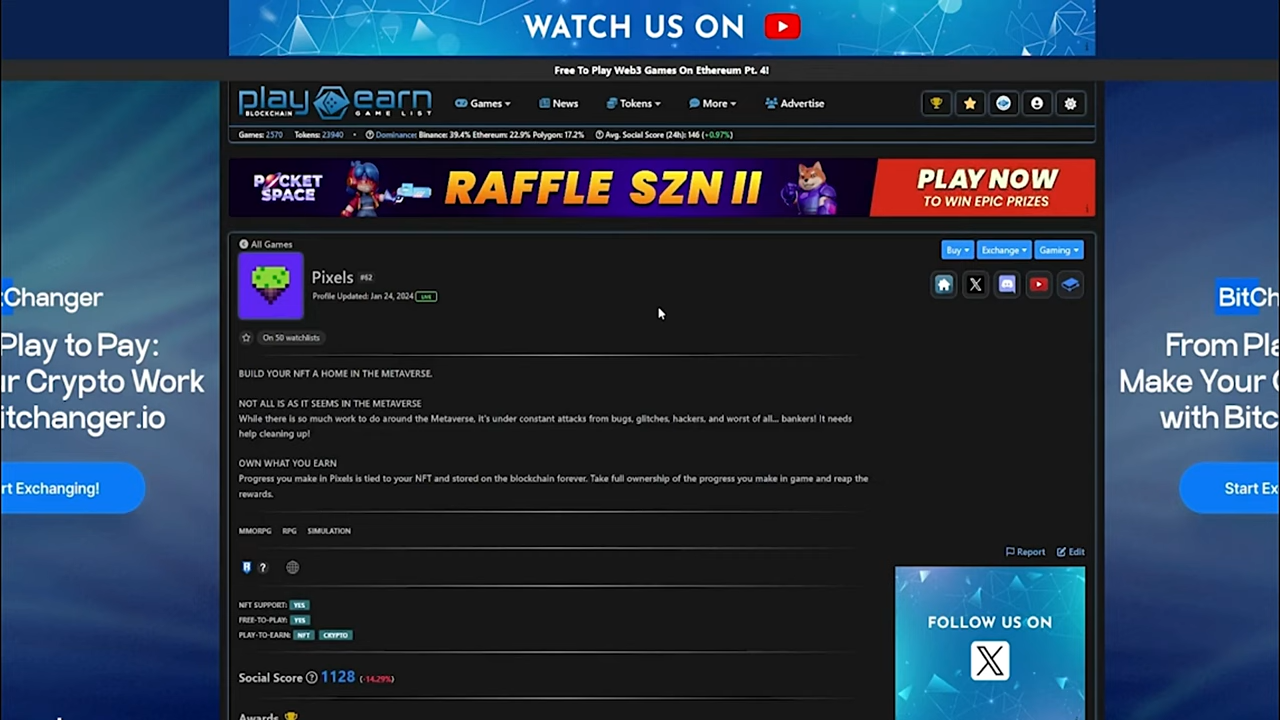 WATCH US ON
Free To Play Web3 Games On Ethereum Pt. 4!
play earn
BLOCKCHAIN GAME LIST
Games News Tokens More Advertise
Games: 2570 Tokens: 23940 • Dominance: Binance: 39.4% Ethereum: 22.9% Polygon: 17.2% Avg. Social Score (24h): 146 (+0.97%)
POCKET SPACE
RAFFLE SZN II
PLAY NOW
TO WIN EPIC PRIZES
All Games
Buy Exchange Gaming
Pixels #62
Profile Updated: Jan 24, 2024 LIVE
On 50 watchlists
BUILD YOUR NFT A HOME IN THE METAVERSE.
NOT ALL IS AS IT SEEMS IN THE METAVERSE
While there is so much work to do around the Metaverse, it's under constant attacks from bugs, glitches, hackers, and worst of all... bankers! It needs
help cleaning up!
OWN WHAT YOU EARN
Progress you make in Pixels is tied to your NFT and stored on the blockchain forever. Take full ownership of the progress you make in game and reap the
rewards.
MMORPG RPG SIMULATION
?
Report Edit
NFT SUPPORT: YES
FREE-TO-PLAY: YES
PLAY-TO-EARN: NFT CRYPTO
Social Score ? 1128 (-14.29%)
Awards
FOLLOW US ON
X
tChanger
Play to Pay:
ur Crypto Work
itchanger.io
rt Exchanging!
BitCh
From Pla
Make Your C
with Bitc
Start Ex